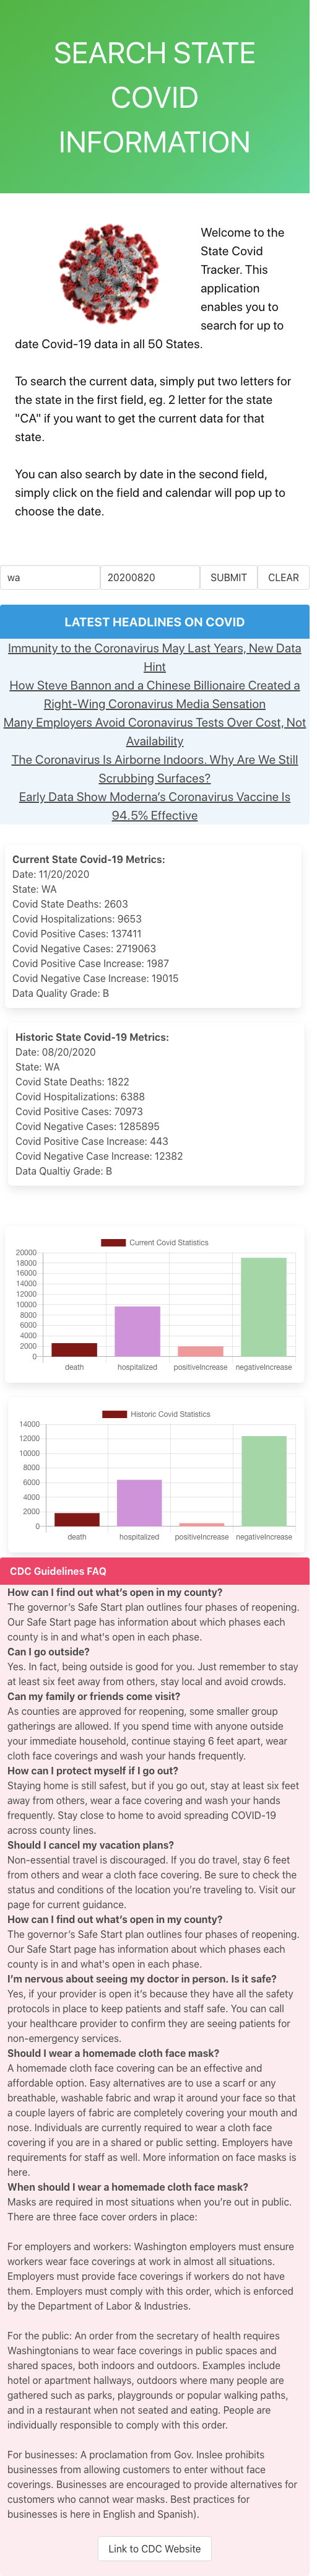 SEARCH STATE
COVID
INFORMATION
Welcome to the
State Covid
Tracker. This
application
enables you to
search for up to
date Covid-19 data in all 50 States.
To search the current data, simply put two letters for
the state in the first field, eg. 2 letter for the state
"CA" if you want to get the current data for that
state.
You can also search by date in the second field,
simply click on the field and calendar will pop up to
choose the date.
wa 20200820 SUBMIT CLEAR
LATEST HEADLINES ON COVID
Immunity to the Coronavirus May Last Years, New Data
Hint
How Steve Bannon and a Chinese Billionaire Created a
Right-Wing Coronavirus Media Sensation
Many Employers Avoid Coronavirus Tests Over Cost, Not
Availability
The Coronavirus Is Airborne Indoors. Why Are We Still
Scrubbing Surfaces?
Early Data Show Moderna’s Coronavirus Vaccine Is
94.5% Effective
Current State Covid-19 Metrics:
Date: 11/20/2020
State: WA
Covid State Deaths: 2603
Covid Hospitalizations: 9653
Covid Positive Cases: 137411
Covid Negative Cases: 2719063
Covid Positive Case Increase: 1987
Covid Negative Case Increase: 19015
Data Quality Grade: B
Historic State Covid-19 Metrics:
Date: 08/20/2020
State: WA
Covid State Deaths: 1822
Covid Hospitalizations: 6388
Covid Positive Cases: 70973
Covid Negative Cases: 1285895
Covid Positive Case Increase: 443
Covid Negative Case Increase: 12382
Data Qualtiy Grade: B
Current Covid Statistics
20000
18000
16000
14000
12000
10000
8000
6000
4000
2000
0
death hospitalized positiveIncrease negativeIncrease
Historic Covid Statistics
14000
12000
10000
8000
6000
4000
2000
0
death hospitalized positiveIncrease negativeIncrease
CDC Guidelines FAQ
How can I find out what’s open in my county?
The governor’s Safe Start plan outlines four phases of reopening.
Our Safe Start page has information about which phases each
county is in and what's open in each phase.
Can I go outside?
Yes. In fact, being outside is good for you. Just remember to stay
at least six feet away from others, stay local and avoid crowds.
Can my family or friends come visit?
As counties are approved for reopening, some smaller group
gatherings are allowed. If you spend time with anyone outside
your immediate household, continue staying 6 feet apart, wear
cloth face coverings and wash your hands frequently.
How can I protect myself if I go out?
Staying home is still safest, but if you go out, stay at least six feet
away from others, wear a face covering and wash your hands
frequently. Stay close to home to avoid spreading COVID-19
across county lines.
Should I cancel my vacation plans?
Non-essential travel is discouraged. If you do travel, stay 6 feet
from others and wear a cloth face covering. Be sure to check the
status and conditions of the location you’re traveling to. Visit our
page for current guidance.
How can I find out what’s open in my county?
The governor’s Safe Start plan outlines four phases of reopening.
Our Safe Start page has information about which phases each
county is in and what's open in each phase.
I’m nervous about seeing my doctor in person. Is it safe?
Yes, if your provider is open it’s because they have all the safety
protocols in place to keep patients and staff safe. You can call
your healthcare provider to confirm they are seeing patients for
non-emergency services.
Should I wear a homemade cloth face mask?
A homemade cloth face covering can be an effective and
affordable option. Easy alternatives are to use a scarf or any
breathable, washable fabric and wrap it around your face so that
a couple layers of fabric are completely covering your mouth and
nose. Individuals are currently required to wear a cloth face
covering if you are in a shared or public setting. Employers have
requirements for staff as well. More information on face masks is
here.
When should I wear a homemade cloth face mask?
Masks are required in most situations when you’re out in public.
There are three face cover orders in place:
For employers and workers: Washington employers must ensure
workers wear face coverings at work in almost all situations.
Employers must provide face coverings if workers do not have
them. Employers must comply with this order, which is enforced
by the Department of Labor & Industries.
For the public: An order from the secretary of health requires
Washingtonians to wear face coverings in public spaces and
shared spaces, both indoors and outdoors. Examples include
hotel or apartment hallways, outdoors where many people are
gathered such as parks, playgrounds or popular walking paths,
and in a restaurant when not seated and eating. People are
individually responsible to comply with this order.
For businesses: A proclamation from Gov. Inslee prohibits
businesses from allowing customers to enter without face
coverings. Businesses are encouraged to provide alternatives for
customers who cannot wear masks. Best practices for
businesses is here in English and Spanish).
Link to CDC Website